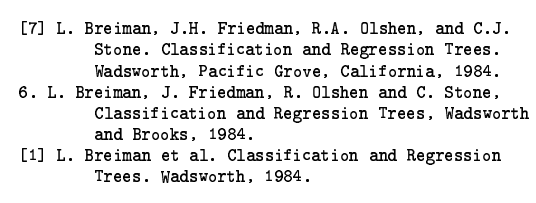 [7] L. Breiman, J.H. Friedman, R.A. Olshen, and C.J.
Stone. Classification and Regression Trees.
Wadsworth, Pacific Grove, California, 1984.
6. L. Breiman, J. Friedman, R. Olshen and C. Stone,
Classification and Regression Trees, Wadsworth
and Brooks, 1984.
[1] L. Breiman et al. Classification and Regression
Trees. Wadsworth, 1984.